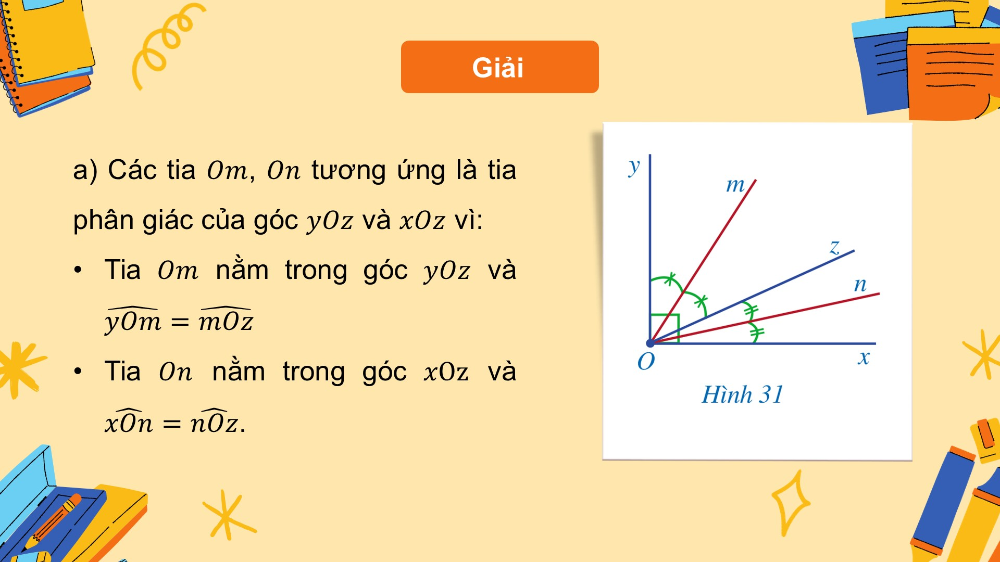 Giải
a) Các tia 𝑂𝑚, 𝑂𝑛 tương ứng là tia
phân giác của góc 𝑦𝑂𝑧 và 𝑥𝑂𝑧 vì:
• Tia 𝑂𝑚 nằm trong góc 𝑦𝑂𝑧 và
$\widehat{yOm} = \widehat{mOz}$
• Tia 𝑂𝑛 nằm trong góc 𝑥Oz và
$\widehat{xOn} = \widehat{nOz}$.
y
m
z
n
O
x
Hình 31